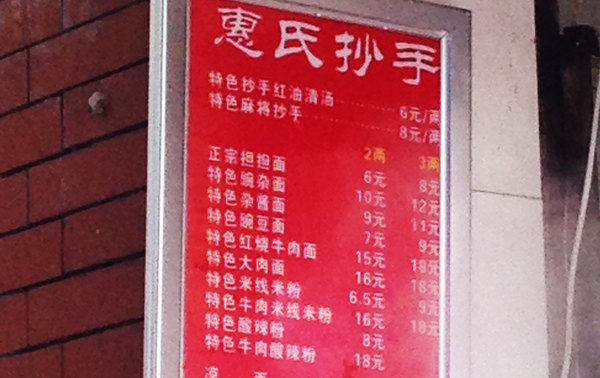 惠氏抄手
特色抄手红油清汤 6元/两
特色麻将抄手 8元/两
2两 3两
正宗担担面 6元 8元
特色豌杂面 10元 12元
特色杂酱面 9元 11元
特色豌豆面 7元 9元
特色红烧牛肉面 15元 18元
特色大肉面 16元 18元
特色米线米粉 6.5元 9元
特色牛肉米线米粉 16元 18元
特色酸辣粉 8元
特色牛肉酸辣粉 18元